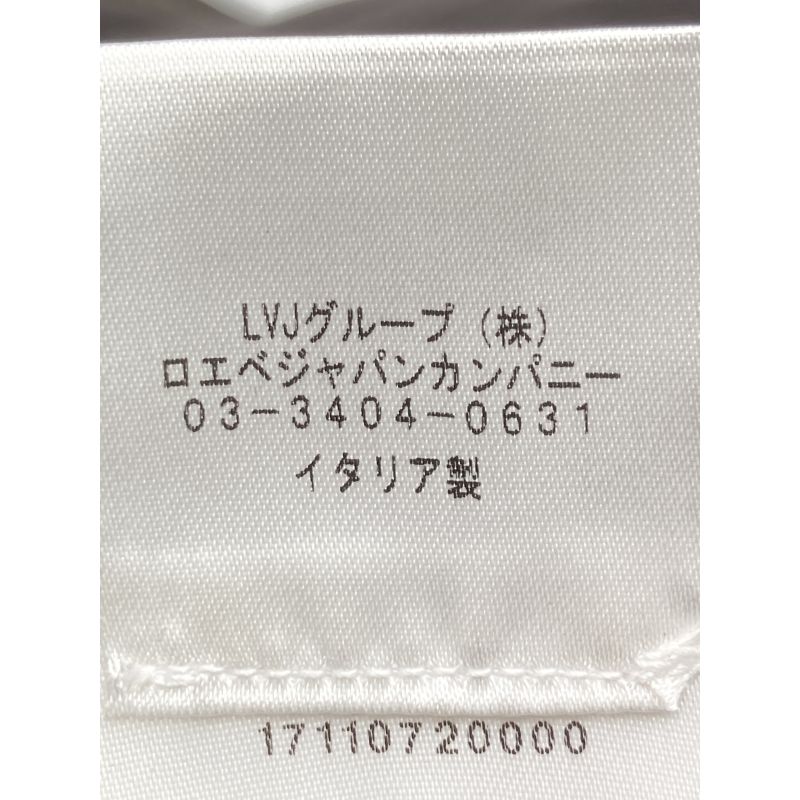 LVJグループ(株)
ロエベジャパンカンパニー
03-3404-0631
イタリア製
17110720000